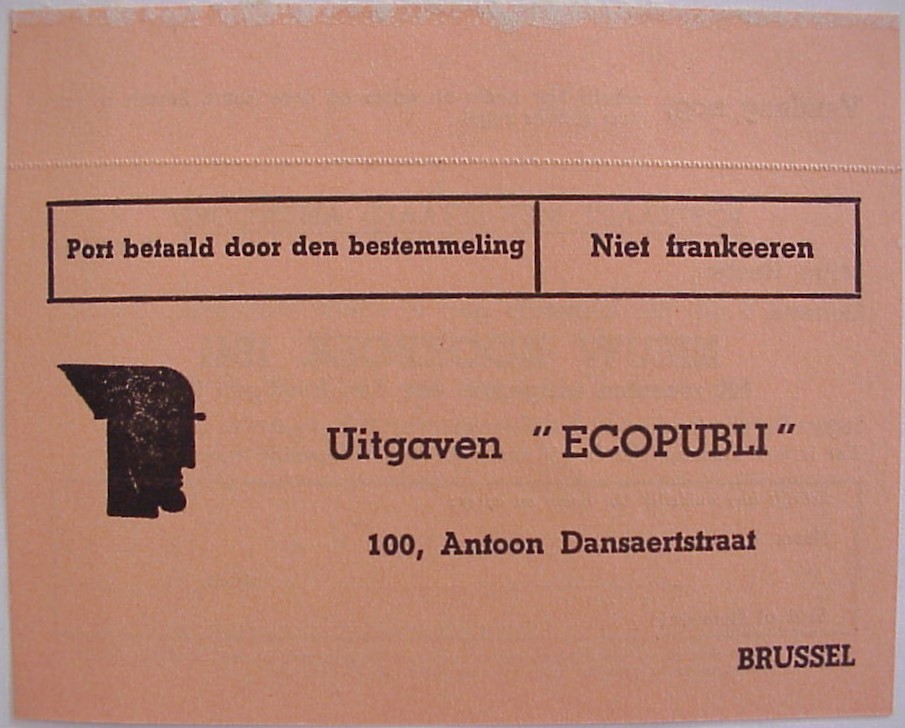 Port betaald door den bestemmeling
Niet frankeeren
Uitgaven "ECOPUBLI"
100, Antoon Dansaertstraat
BRUSSEL